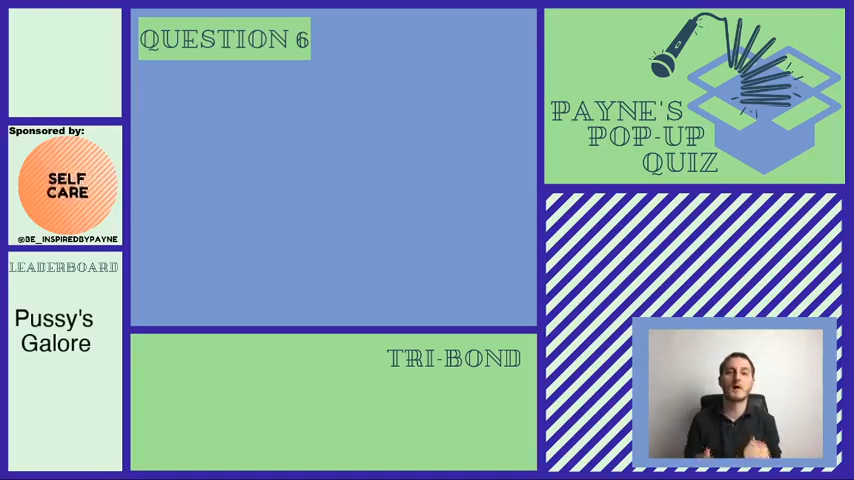 QUESTION 6
PAYNE'S
POP-UP
QUIZ
Sponsored by:
SELF
CARE
@BE_INSPIREDBYPAYNE
LEADERBOARD
Pussy's
Galore
TRI-BOND